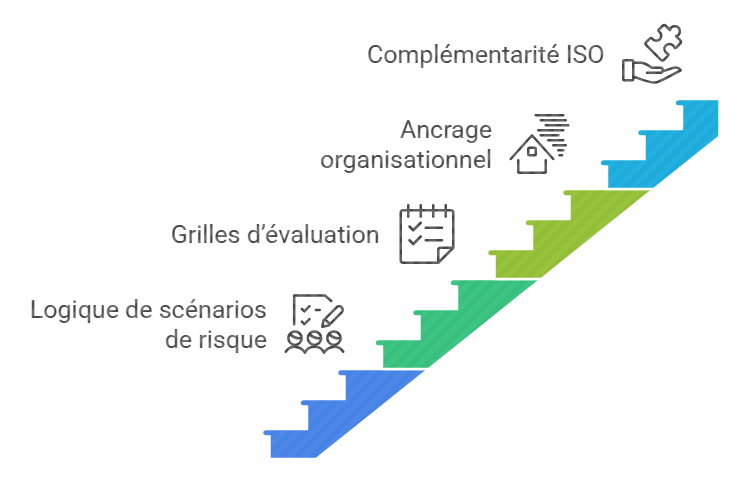 Complémentarité ISO
Ancrage
organisationnel
Grilles d’évaluation
Logique de scénarios
de risque